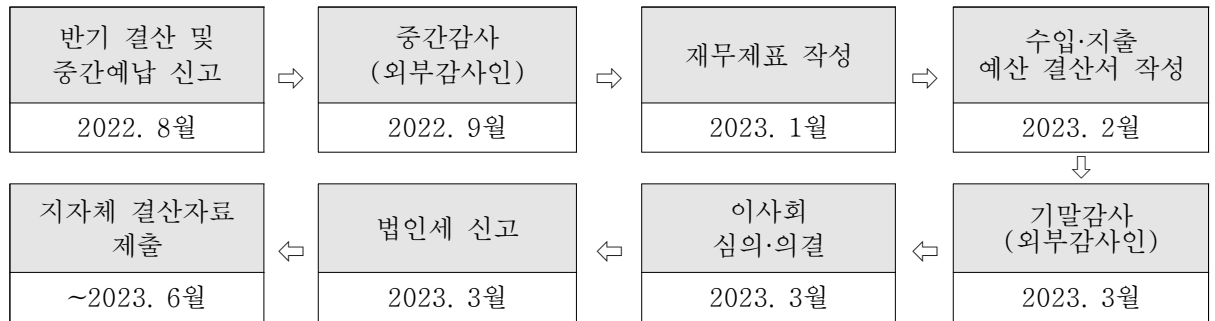 반기 결산 및
중간예납 신고
2022. 8월
⇨
중간감사
(외부감사인)
2022. 9월
⇨
재무제표 작성
2023. 1월
⇨
수입·지출
예산 결산서 작성
2023. 2월
⇩
기말감사
(외부감사인)
2023. 3월
⇦
이사회
심의·의결
2023. 3월
⇦
법인세 신고
2023. 3월
⇦
지자체 결산자료
제출
~2023. 6월